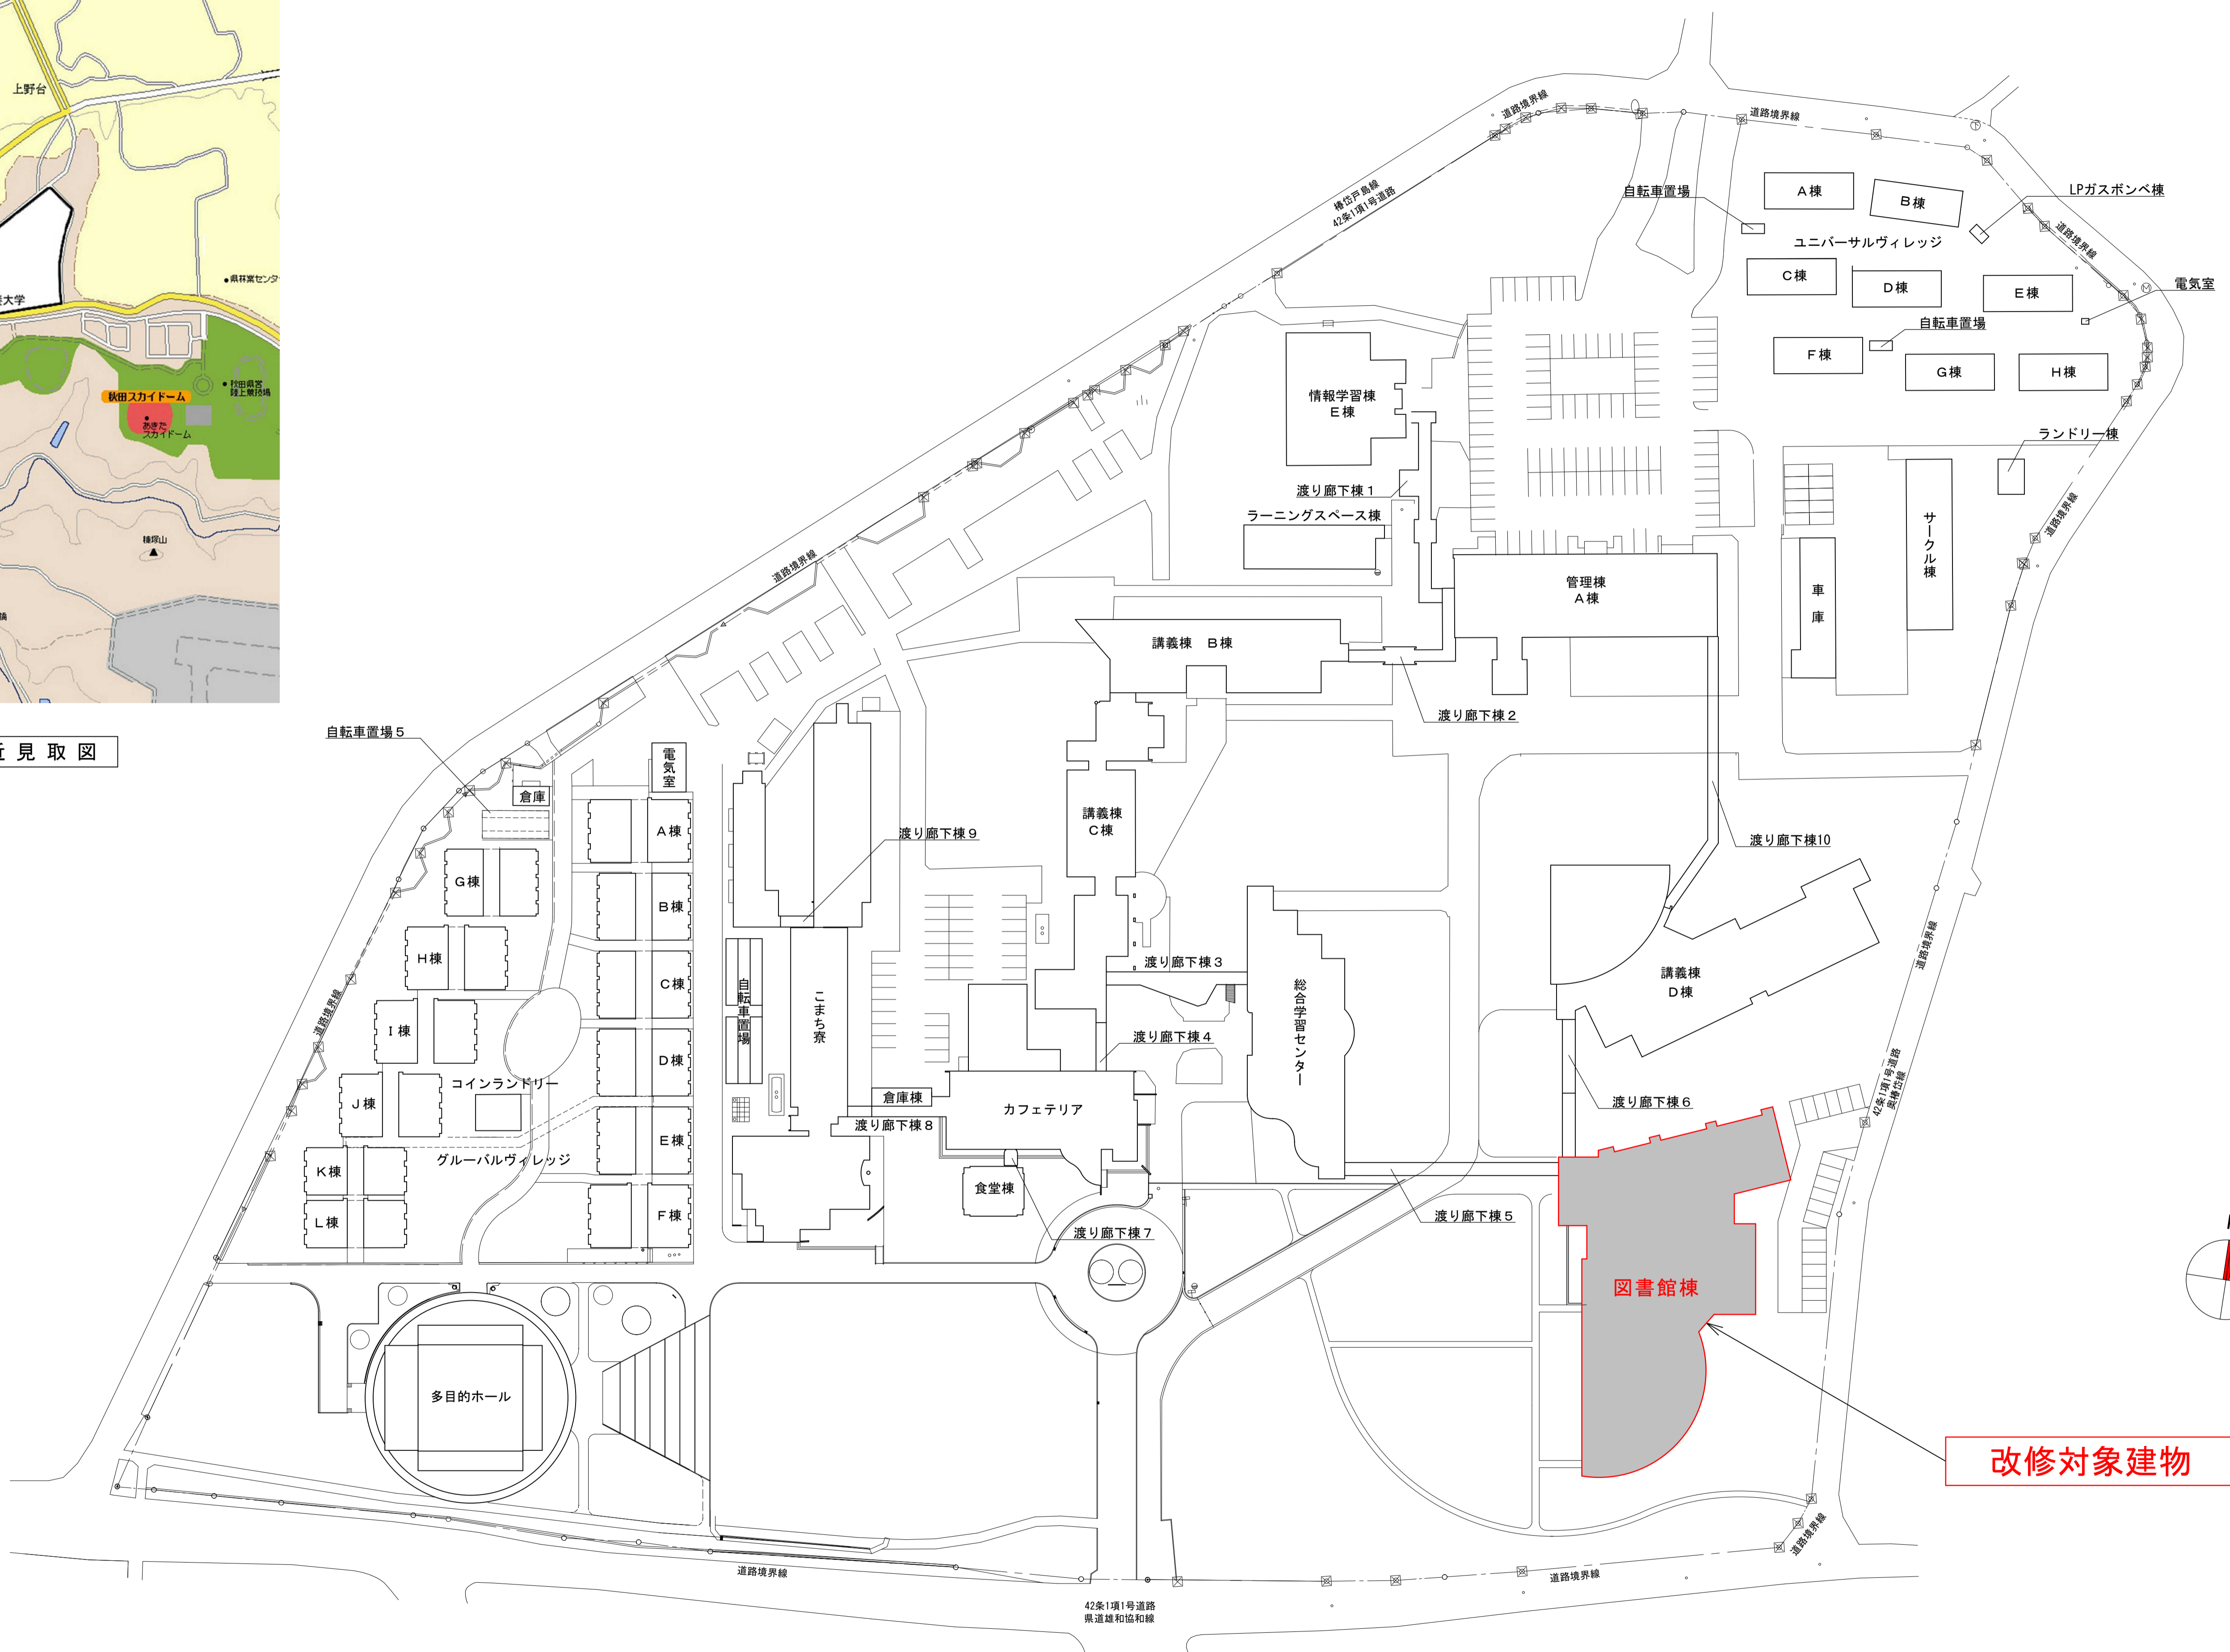 上野台
県林業センタ
大学
秋田県営
陸上競技場
秋田スカイドーム
あきた
スカイドーム
見取図
道路境界線
道路境界線
椿岱戸島線
42条1項1号道路
自転車置場
A棟
B棟
LPガスボンベ棟
ユニバーサルヴィレッジ
道路境界線
C棟
D棟
E棟
電気室
自転車置場
F棟
G棟
H棟
情報学習棟
E棟
ランドリー棟
渡り廊下棟1
ラーニングスペース棟
サークル棟
道路境界線
道路境界線
管理棟
A棟
車庫
講義棟 B棟
渡り廊下棟2
自転車置場5
電気室
倉庫
A棟
渡り廊下棟9
講義棟
C棟
渡り廊下棟10
G棟
B棟
H棟
C棟
自転車置場
こまち寮
渡り廊下棟3
総合学習センター
講義棟
D棟
道路境界線
道路境界線
I棟
D棟
渡り廊下棟4
42条1項1号道路
奥椿岱線
コインランドリー
J棟
倉庫棟
カフェテリア
渡り廊下棟6
渡り廊下棟8
E棟
グルーバルヴィレッジ
K棟
食堂棟
L棟
F棟
渡り廊下棟7
渡り廊下棟5
図書館棟
多目的ホール
改修対象建物
道路境界線
道路境界線
道路境界線
42条1項1号道路
県道雄和協和線